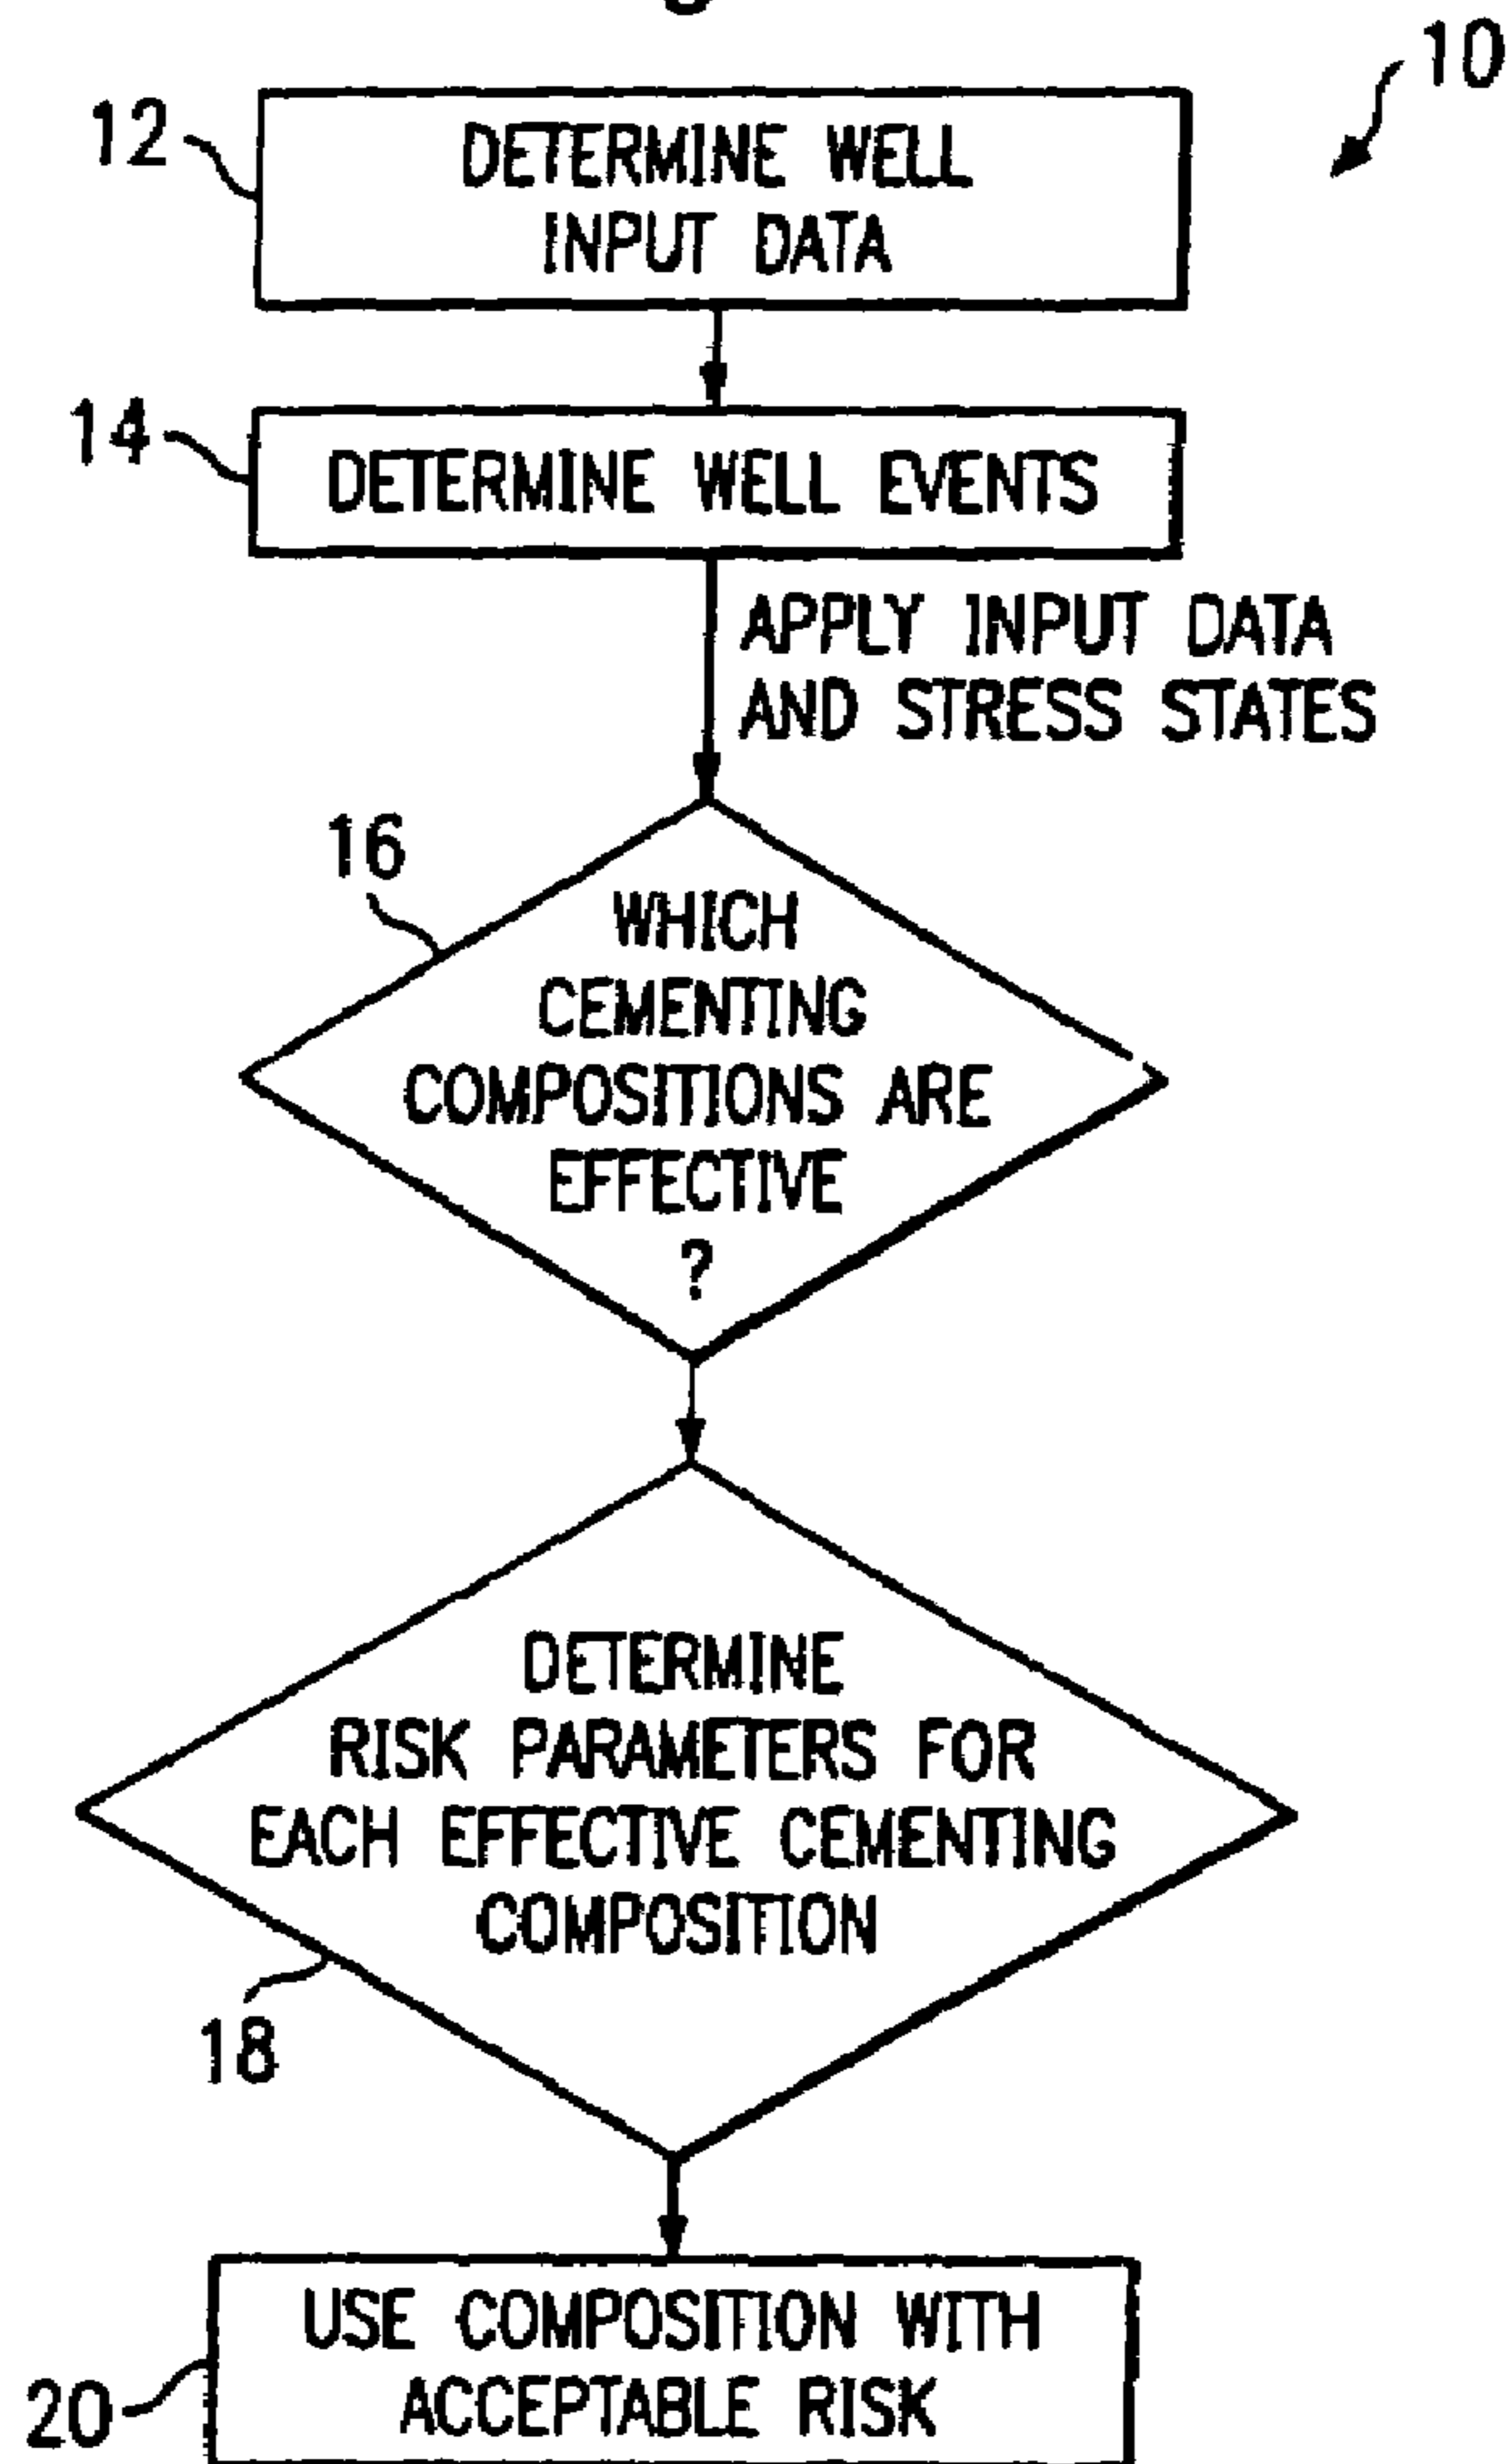 10
12
DETERMINE WELL
INPUT DATA
14
DETERMINE WELL EVENTS
APPLY INPUT DATA
AND STRESS STATES
16
WHICH
CEMENTING
COMPOSITIONS ARE
EFFECTIVE
?
DETERMINE
RISK PARAMETERS FOR
EACH EFFECTIVE CEMENTING
COMPOSITION
18
USE COMPOSITION WITH
ACCEPTABLE RISK
20